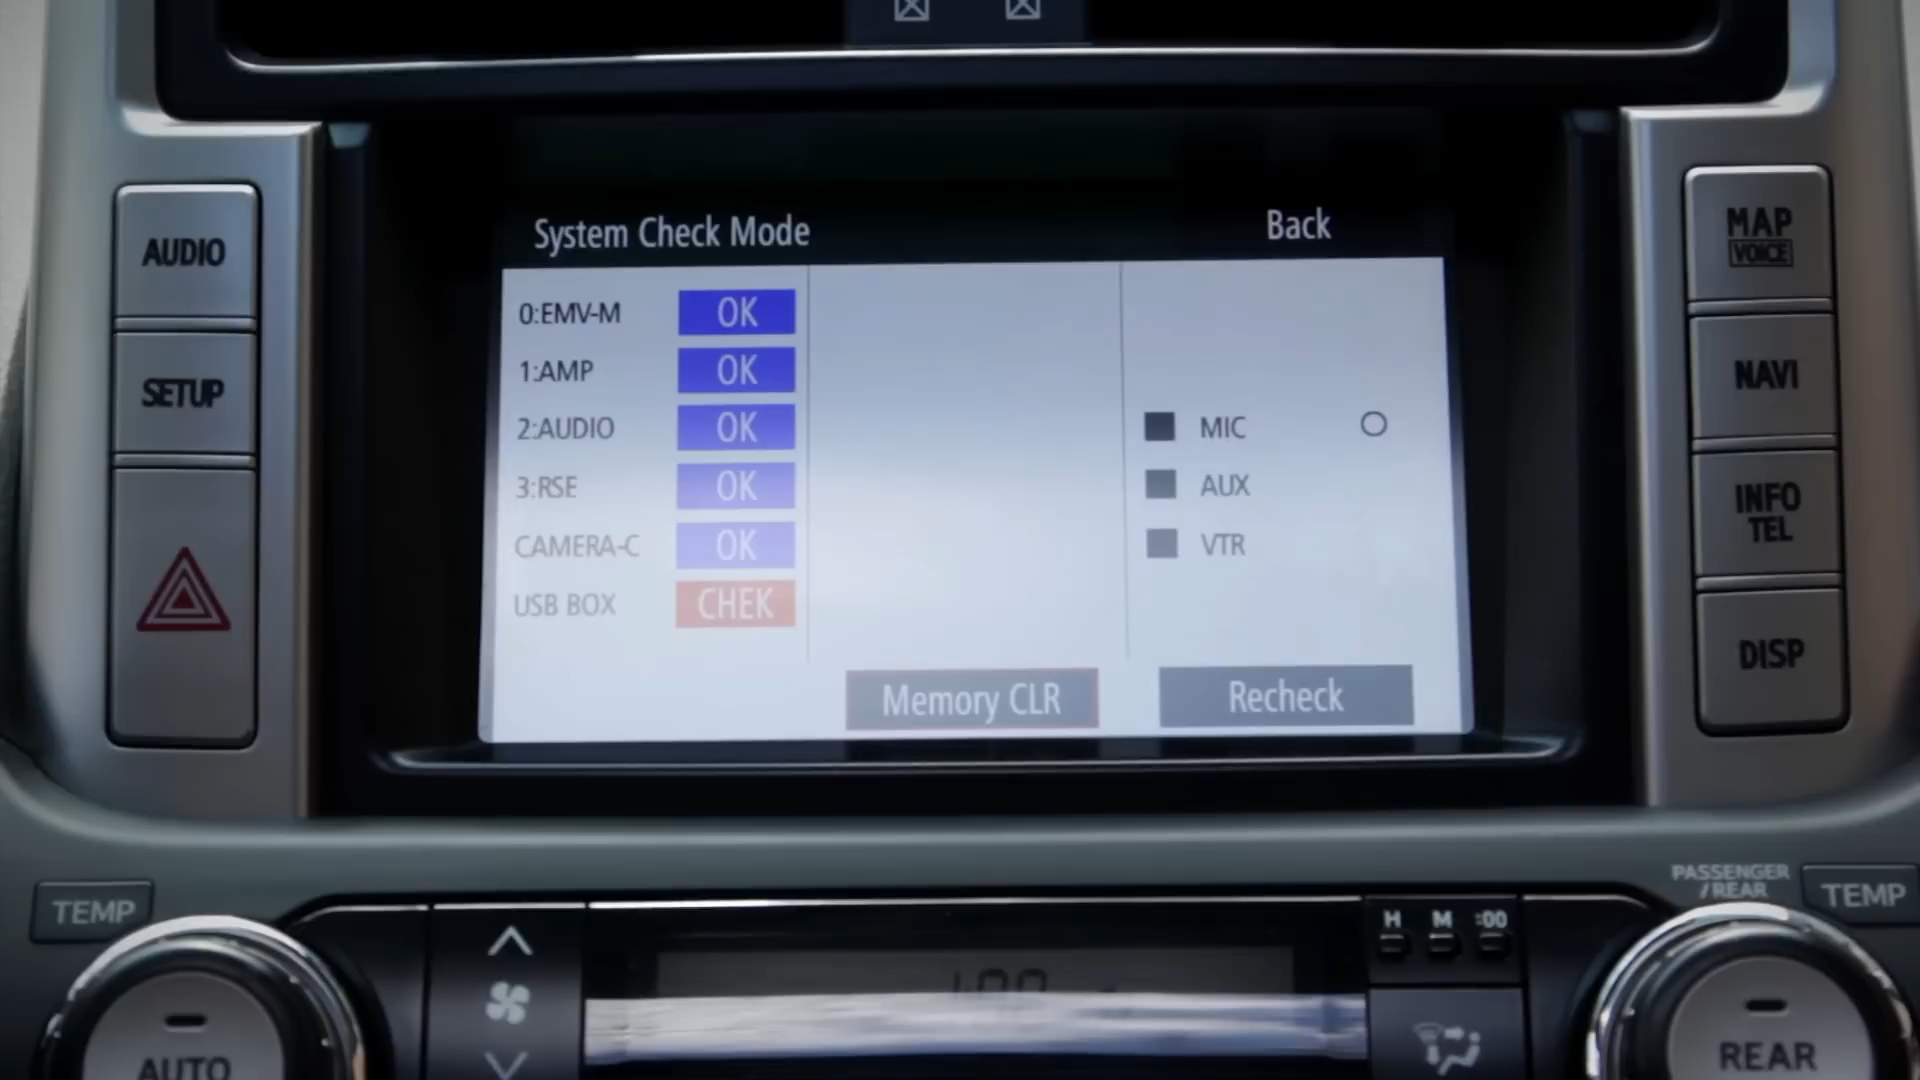 System Check Mode
Back
0:EMV-M OK
1:AMP OK
2:AUDIO OK
3:RSE OK
CAMERA-C OK
USB BOX CHEK
MIC
AUX
VTR
Memory CLR
Recheck
AUDIO
SETUP
MAP
VOICE
NAVI
INFO
TEL
DISP
TEMP
AUTO
H M :00
PASSENGER
/REAR
TEMP
REAR